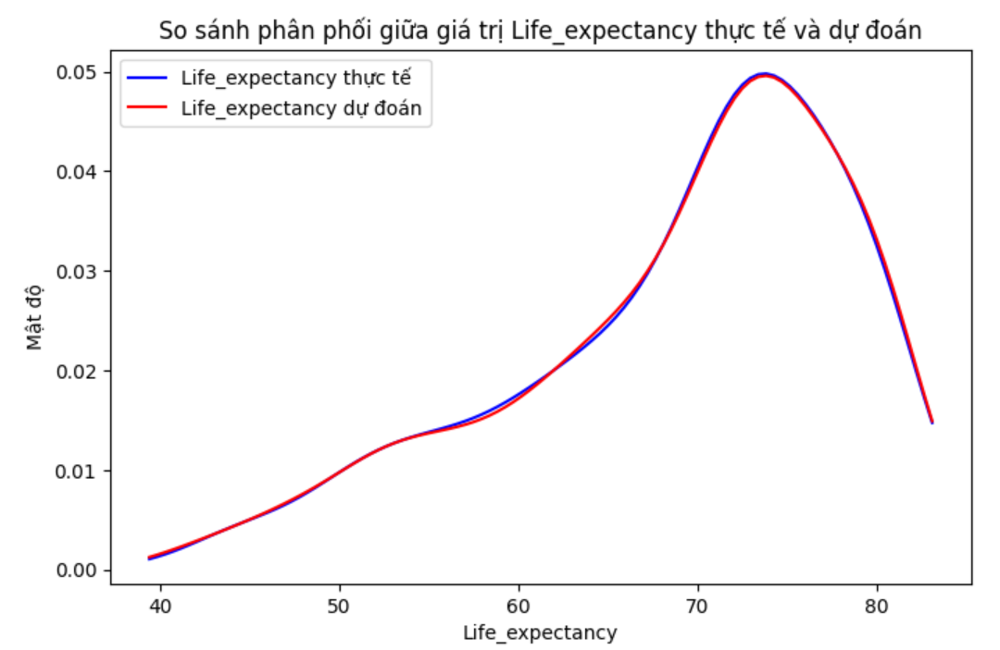 So sánh phân phối giữa giá trị Life_expectancy thực tế và dự đoán
Life_expectancy thực tế
Life_expectancy dự đoán
0.05
0.04
0.03
0.02
0.01
0.00
Mật độ
40 50 60 70 80
Life_expectancy